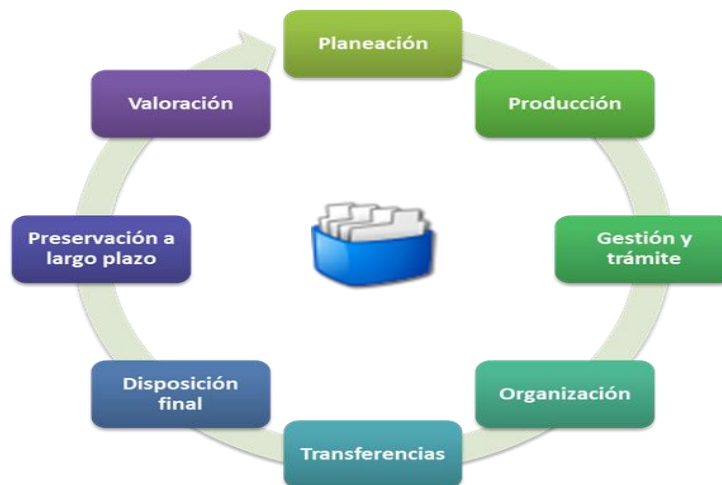 Planeación
Producción
Gestión y
trámite
Organización
Transferencias
Disposición
final
Preservación a
largo plazo
Valoración